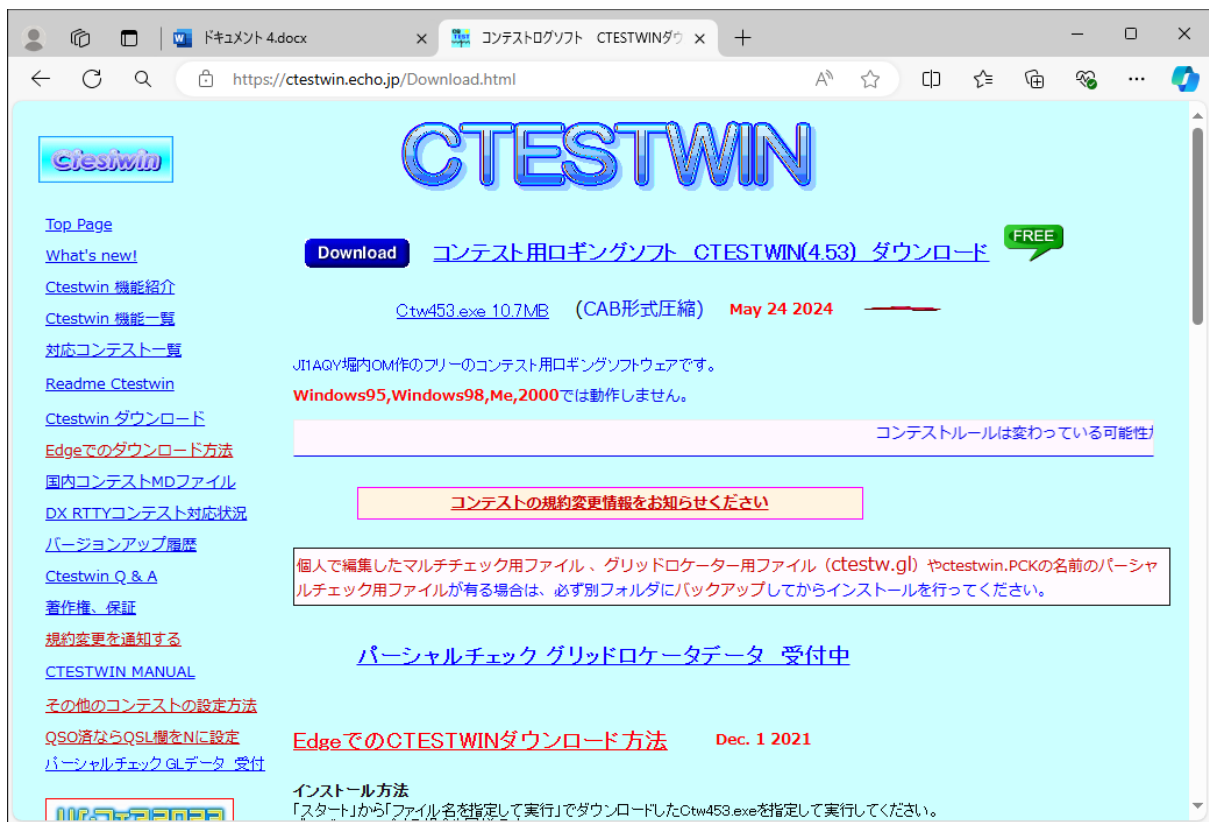 ドキュメント 4.docx
コンテストログソフト CTESTWINダウ
https://ctestwin.echo.jp/Download.html
Ctestwin
CTESTWIN
Top Page
What's new!
Ctestwin 機能紹介
Ctestwin 機能一覧
対応コンテスト一覧
Readme Ctestwin
Ctestwin ダウンロード
Edgeでのダウンロード方法
国内コンテストMDファイル
DX RTTYコンテスト対応状況
バージョンアップ履歴
Ctestwin Q & A
著作権、保証
規約変更を通知する
CTESTWIN MANUAL
その他のコンテストの設定方法
QSO済ならQSL欄をNに設定
パーシャルチェック GLデータ 受付
Download コンテスト用ロギングソフト CTESTWIN(4.53) ダウンロード FREE
Ctw453.exe 10.7MB (CAB形式圧縮) May 24 2024
JI1AQY堀内OM作のフリーのコンテスト用ロギングソフトウェアです。
Windows95,Windows98,Me,2000では動作しません。
コンテストルールは変わっている可能性が
コンテストの規約変更情報をお知らせください
個人で編集したマルチチェック用ファイル 、グリッドロケーター用ファイル（ctestw.gl）やctestwin.PCKの名前のパーシャ
ルチェック用ファイルが有る場合は、必ず別フォルダにバックアップしてからインストールを行ってください。
パーシャルチェック グリッドロケータデータ 受付中
EdgeでのCTESTWINダウンロード方法 Dec. 1 2021
インストール方法
「スタート」から「ファイル名を指定して実行」でダウンロードしたCtw453.exeを指定して実行してください。